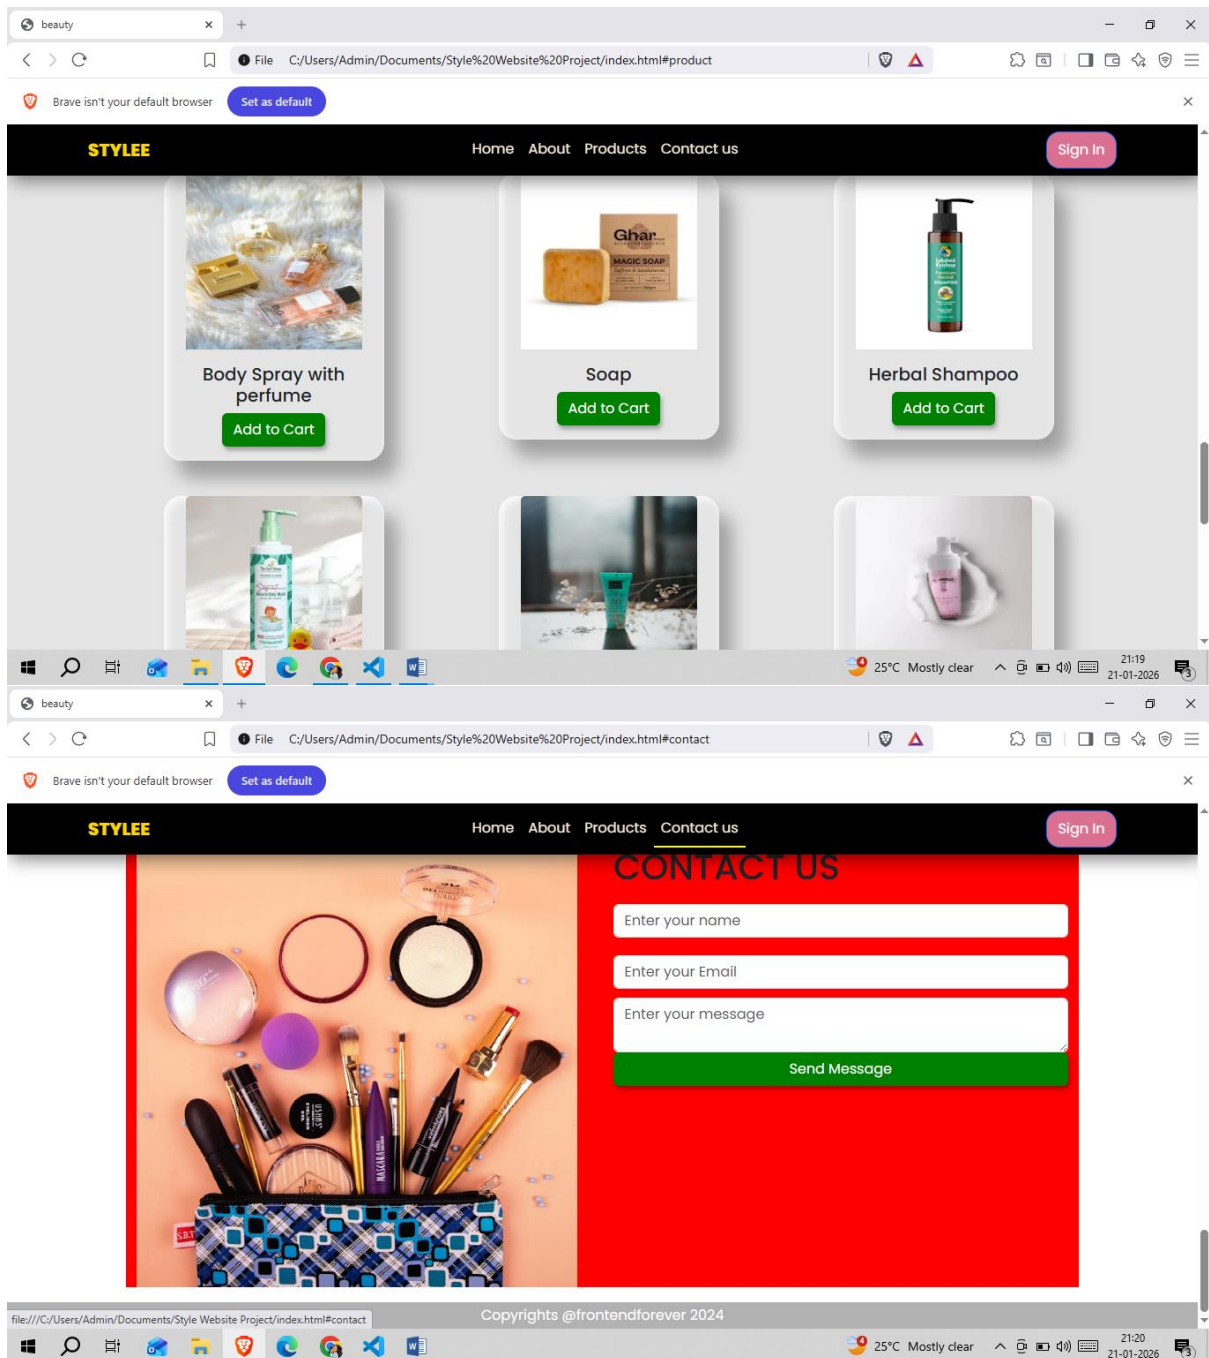 beauty
File C:/Users/Admin/Documents/Style%20Website%20Project/index.html#product
Brave isn't your default browser Set as default
STYLEE Home About Products Contact us Sign In
Ghar
MAGIC SOAP
Body Spray with
perfume
Add to Cart
Soap
Add to Cart
Herbal Shampoo
Add to Cart
25°C Mostly clear
21:19
21-01-2026
beauty
File C:/Users/Admin/Documents/Style%20Website%20Project/index.html#contact
Brave isn't your default browser Set as default
STYLEE Home About Products Contact us Sign In
CONTACT US
Enter your name
Enter your Email
Enter your message
Send Message
MASCARA
S.B.T
Copyrights @frontendforever 2024
file:///C:/Users/Admin/Documents/Style Website Project/index.html#contact
25°C Mostly clear
21:20
21-01-2026